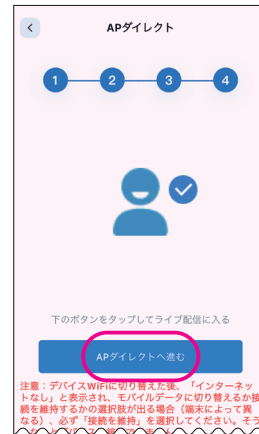 APダイレクト
1 2 3 4
下のボタンをタップしてライブ配信に入る
APダイレクトへ進む
注意：デバイスWiFiに切り替えた後、「インターネッ
トなし」と表示され、モバイルデータに切り替えるか接
続を維持するかの選択肢が出る場合（端末によって異
なる）、必ず「接続を維持」を選択してください。そう